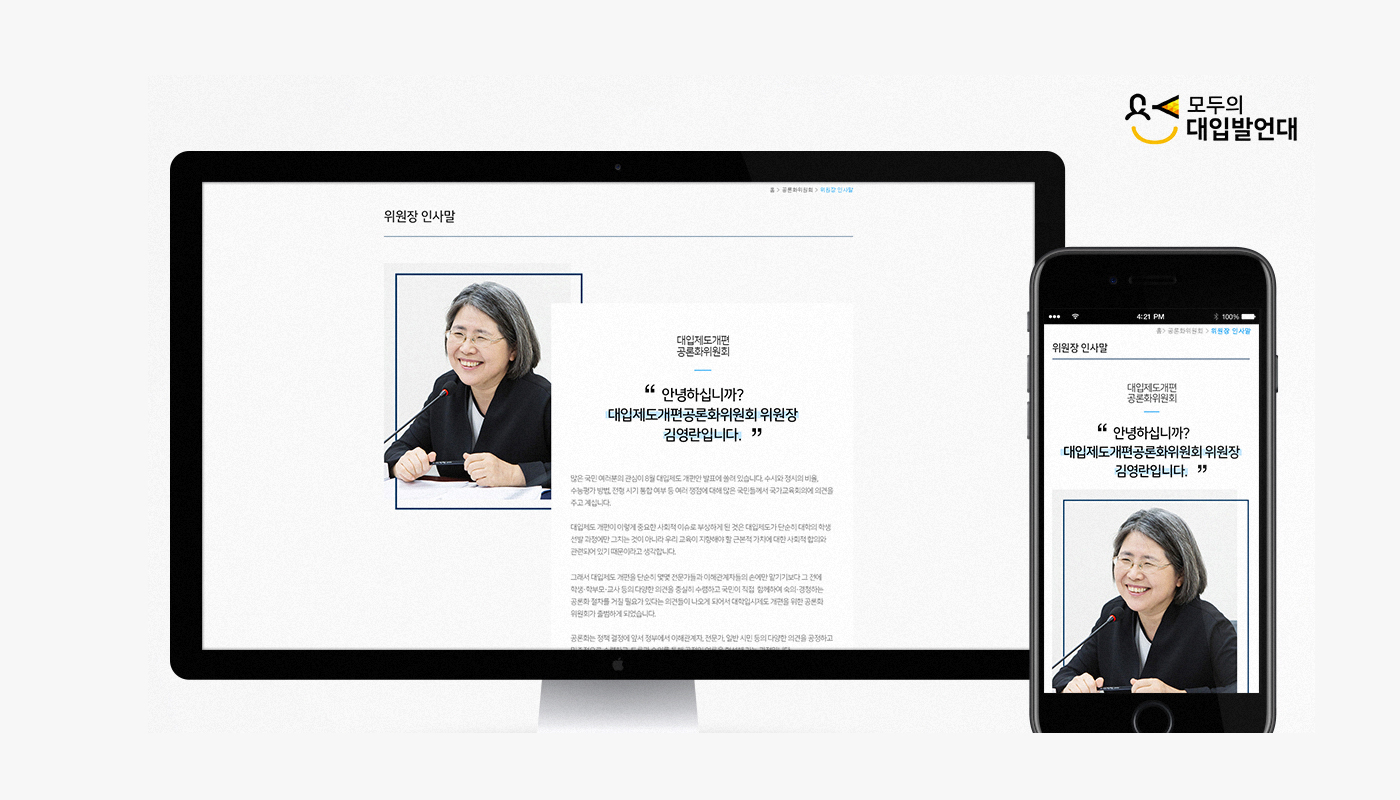 모두의
대입발언대
홈 > 공론화위원회 > 위원장 인사말
위원장 인사말
대입제도개편
공론화위원회
“ 안녕하십니까?
대입제도개편공론화위원회 위원장
김영란입니다. ”
많은 국민 여러분의 관심이 8월 대입제도 개편안 발표에 쏠려 있습니다. 수시와 정시의 비율,
수능평가 방법, 전형 시기 통합 여부 등 여러 쟁점에 대해 많은 국민들께서 국가교육회의에 의견을
주고 계십니다.
대입제도 개편이 이렇게 중요한 사회적 이슈로 부상하게 된 것은 대입제도가 단순히 대학의 학생
선발 과정에만 그치는 것이 아니라 우리 교육이 지향해야 할 근본적 가치에 대한 사회적 합의와
관련되어 있기 때문이라고 생각합니다.
그래서 대입제도 개편을 단순히 몇몇 전문가들과 이해관계자들의 손에만 맡기기보다 그 전에
학생·학부모·교사 등의 다양한 의견을 충실히 수렴하고 국민이 직접 함께하여 숙의·결정하는
공론화 절차를 거칠 필요가 있다는 의견들이 나오게 되어서 대학입시제도 개편을 위한 공론화
위원회가 출범하게 되었습니다.
공론화는 정책 결정에 앞서 정부에서 이해관계자, 전문가, 일반 시민 등의 다양한 의견을 공정하고
4:21 PM
100%
홈 > 공론화위원회 > 위원장 인사말
위원장 인사말
대입제도개편
공론화위원회
“ 안녕하십니까?
대입제도개편공론화위원회 위원장
김영란입니다. ”